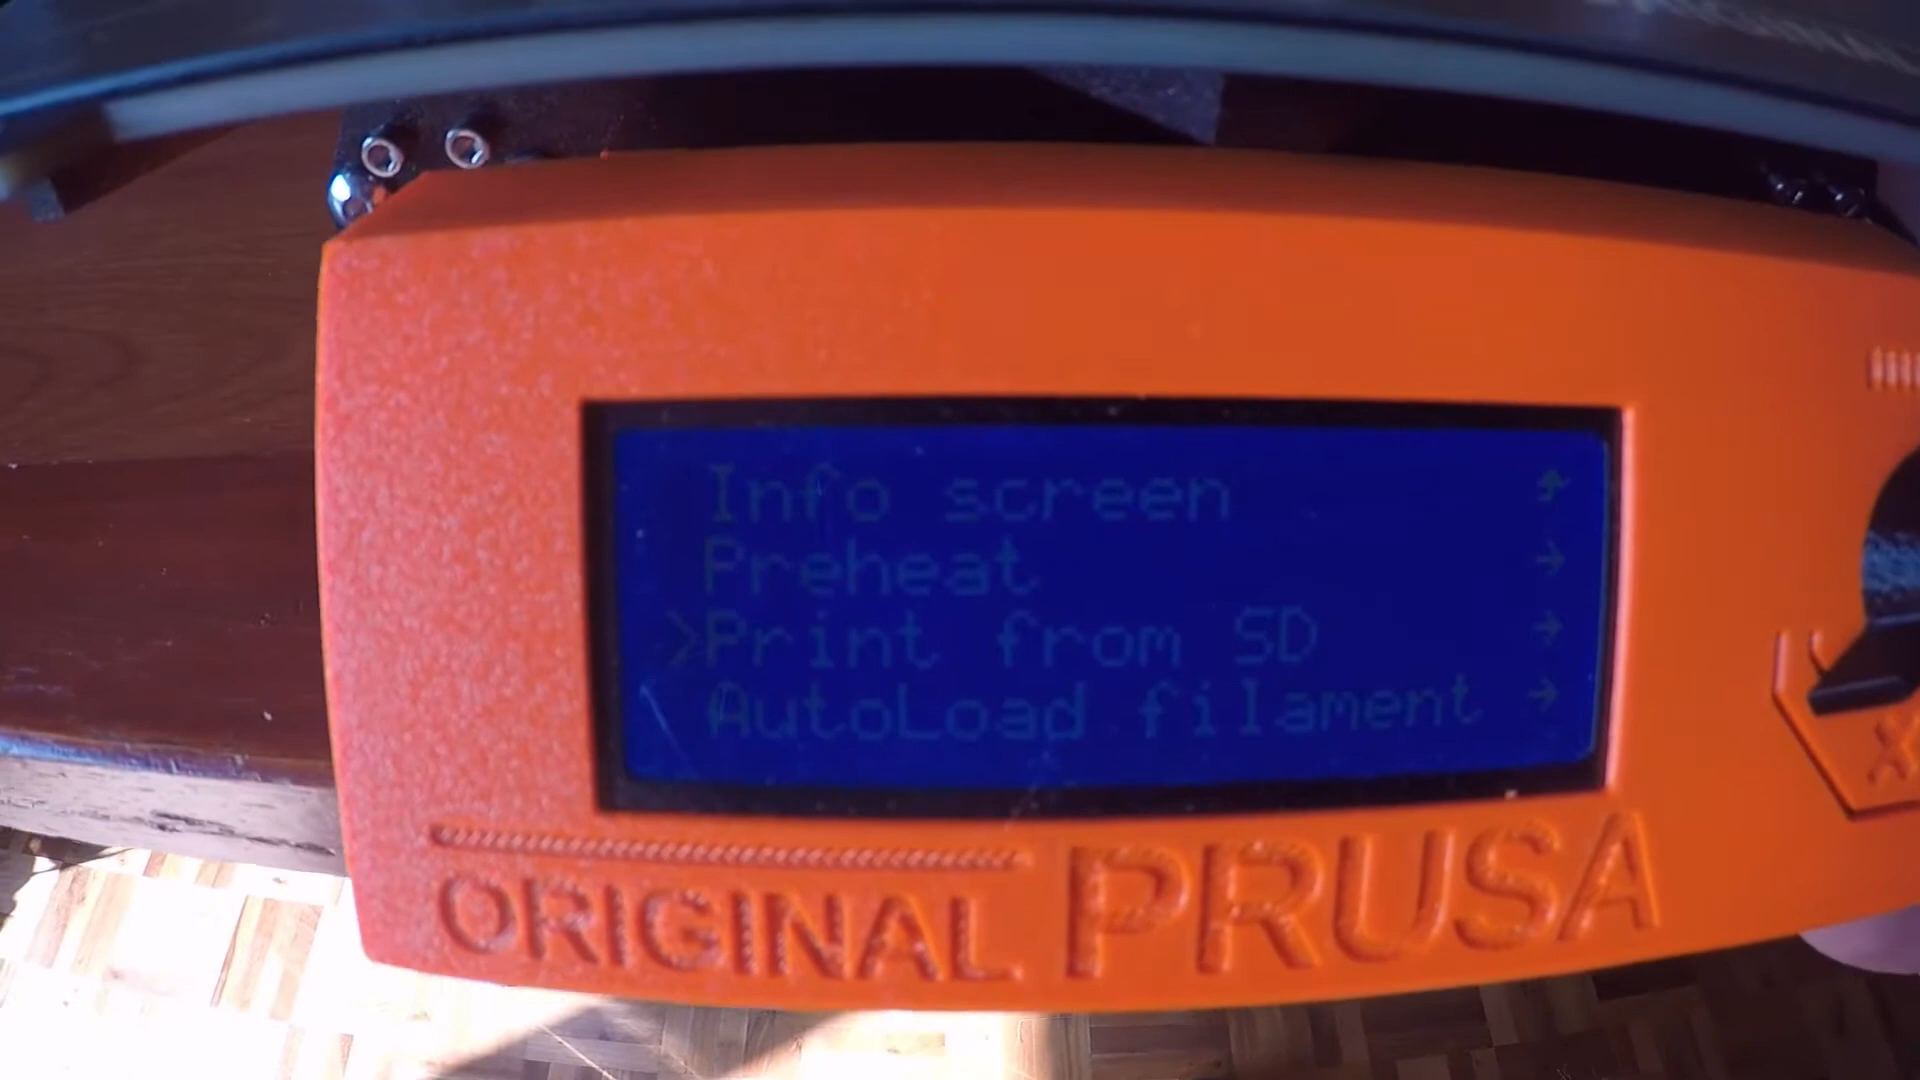 Info screen
Preheat
>Print from SD
AutoLoad filament
ORIGINAL PRUSA
X